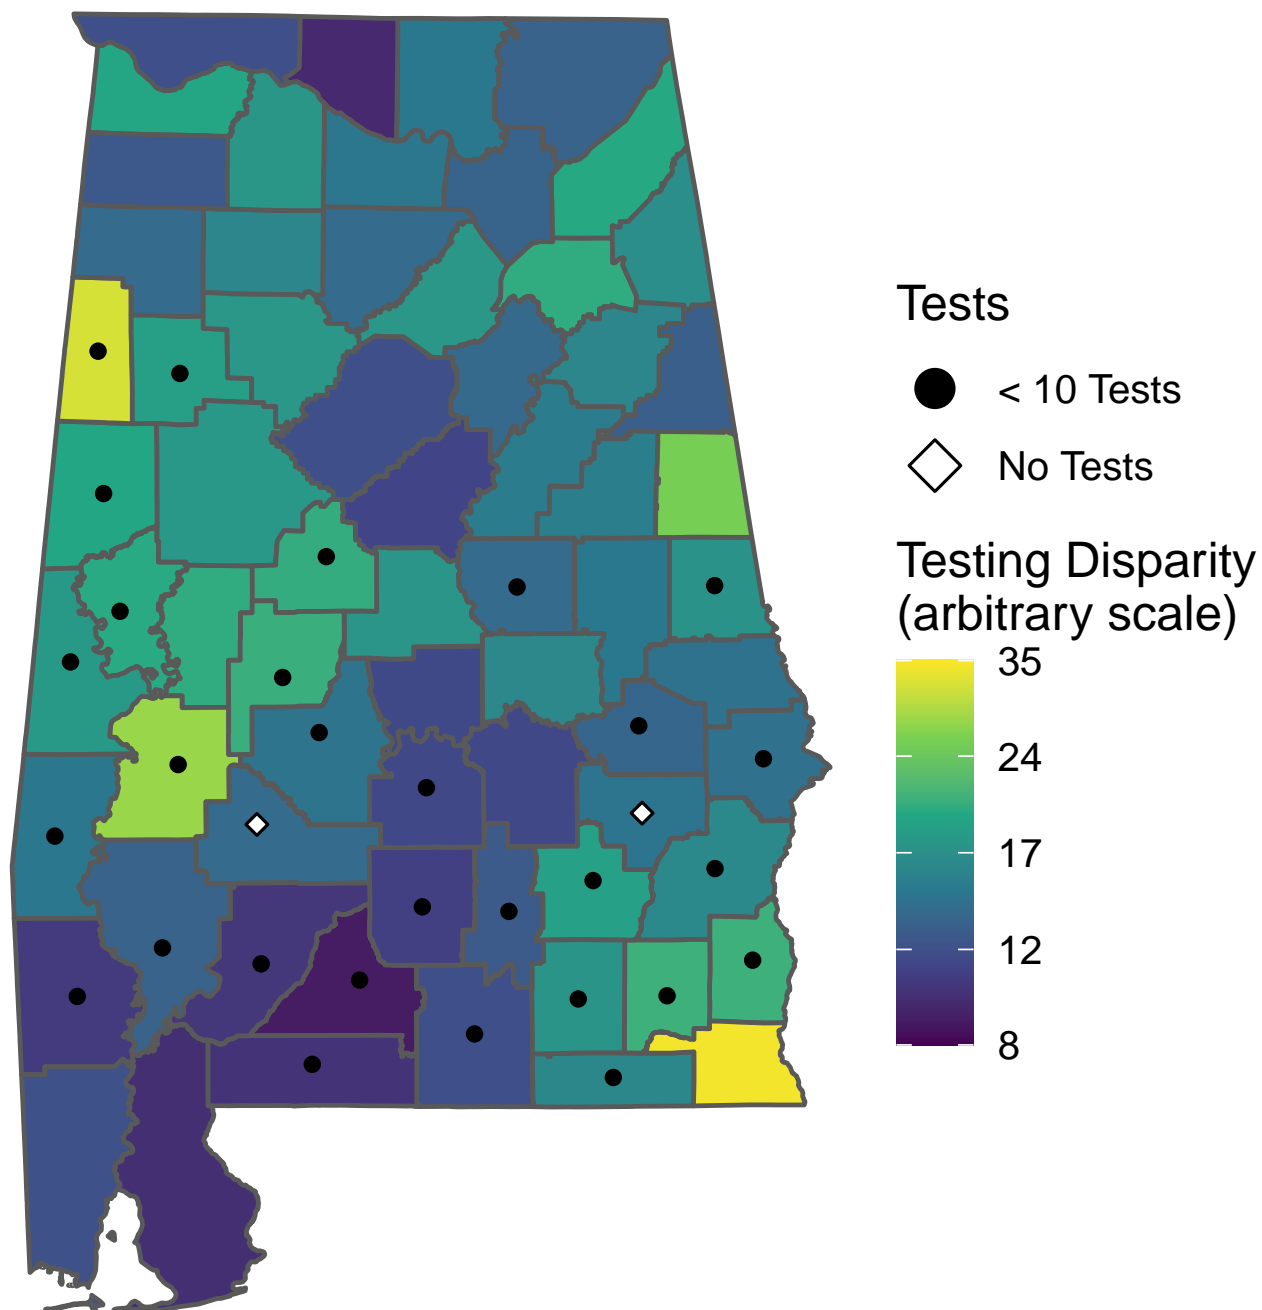 Tests
< 10 Tests
No Tests
Testing Disparity
(arbitrary scale)
35
24
17
12
8